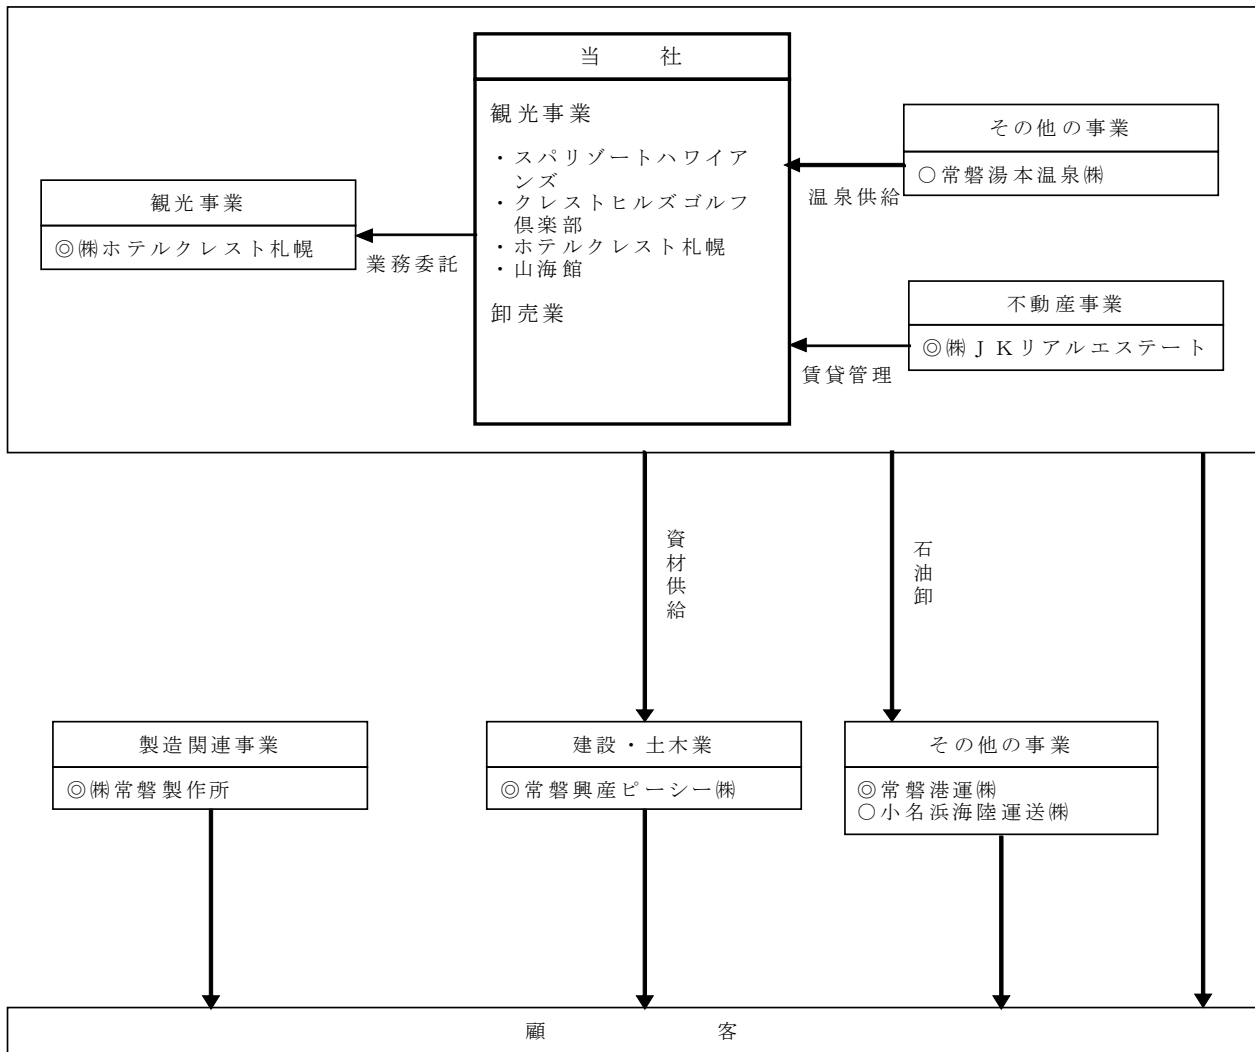 当　　社
観光事業
・スパリゾートハワイア
ンズ
・クレストヒルズゴルフ
倶楽部
・ホテルクレスト札幌
・山海館
卸売業
観光事業
◎㈱ホテルクレスト札幌
業務委託
その他の事業
○常磐湯本温泉㈱
温泉供給
不動産事業
◎㈱ＪＫリアルエステート
賃貸管理
資材供給
石油卸
製造関連事業
◎㈱常磐製作所
建設・土木業
◎常磐興産ピーシー㈱
その他の事業
◎常磐港運㈱
○小名浜海陸運送㈱
顧　　客